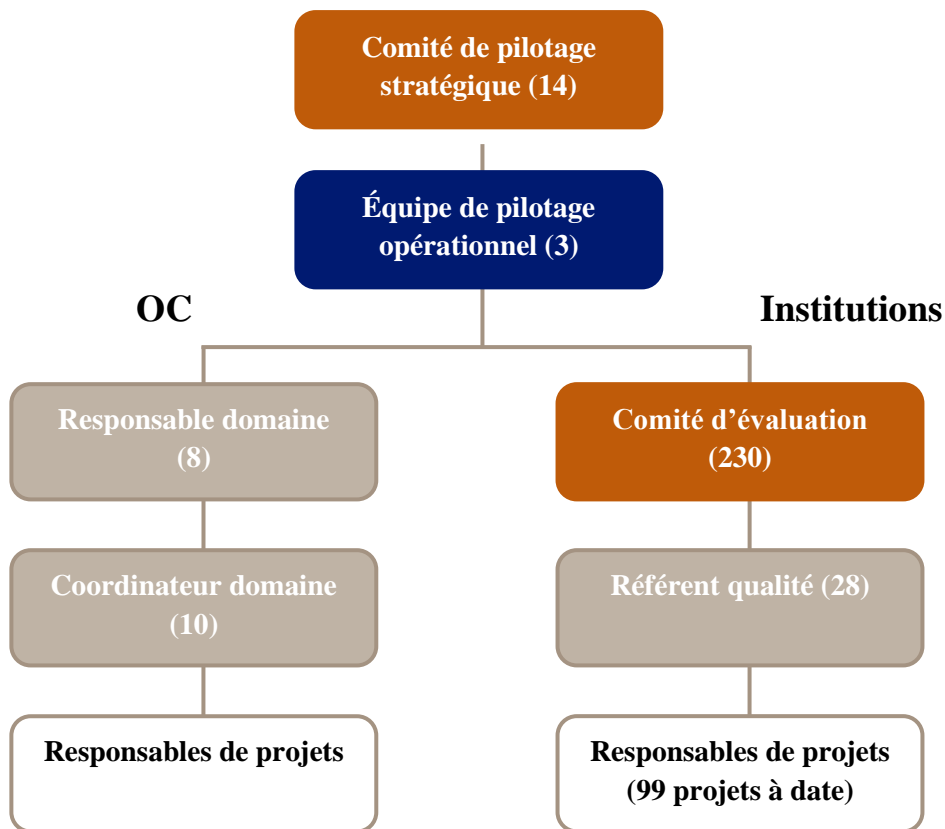 Comité de pilotage
stratégique (14)
Équipe de pilotage
opérationnel (3)
OC
Institutions
Responsable domaine
(8)
Comité d’évaluation
(230)
Coordinateur domaine
(10)
Référent qualité (28)
Responsables de projets
Responsables de projets
(99 projets à date)